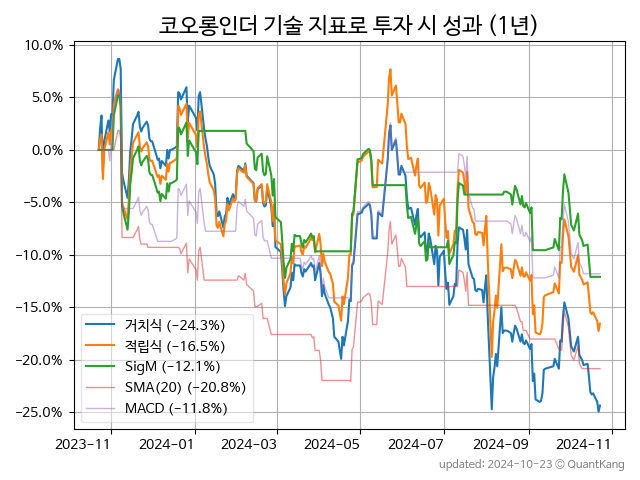 코오롱인더 기술 지표로 투자 시 성과 (1년)
10.0%
5.0%
0.0%
−5.0%
−10.0%
−15.0%
−20.0%
−25.0%
거치식 (−24.3%)
적립식 (−16.5%)
SigM (−12.1%)
SMA(20) (−20.8%)
MACD (−11.8%)
2023−11 2024−01 2024−03 2024−05 2024−07 2024−09 2024−11
updated: 2024-10-23 © QuantKang